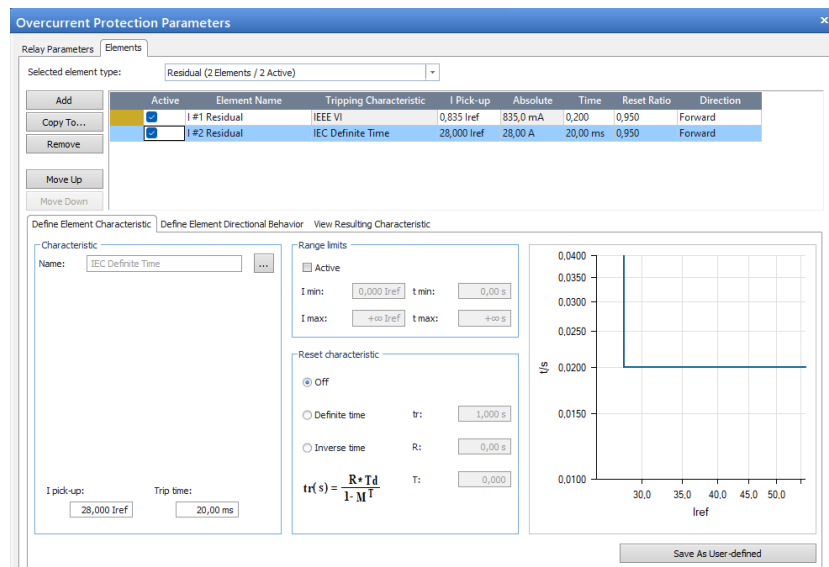 Overcurrent Protection Parameters ×
Relay Parameters Elements
Selected element type: Residual (2 Elements / 2 Active)
Add
Copy To...
Remove
Move Up
Move Down
Active Element Name Tripping Characteristic I Pick-up Absolute Time Reset Ratio Direction
I #1 Residual IEEE VI 0,835 Iref 835,0 mA 0,200 0,950 Forward
I #2 Residual IEC Definite Time 28,000 Iref 28,00 A 20,00 ms 0,950 Forward
Define Element Characteristic Define Element Directional Behavior View Resulting Characteristic
Characteristic
Name: IEC Definite Time ...
I pick-up: Trip time:
28,000 Iref 20,00 ms
Range limits
Active
I min: 0,000 Iref t min: 0,00 s
I max: +∞ Iref t max: +∞ s
Reset characteristic
Off
Definite time tr: 1,000 s
Inverse time R: 0,00 s
tr(s) = R*Td / 1-M^T T: 0,000
0,0400
0,0350
0,0300
0,0250
0,0200
0,0150
0,0100
t/s
30,0 35,0 40,0 45,0 50,0
Iref
Save As User-defined